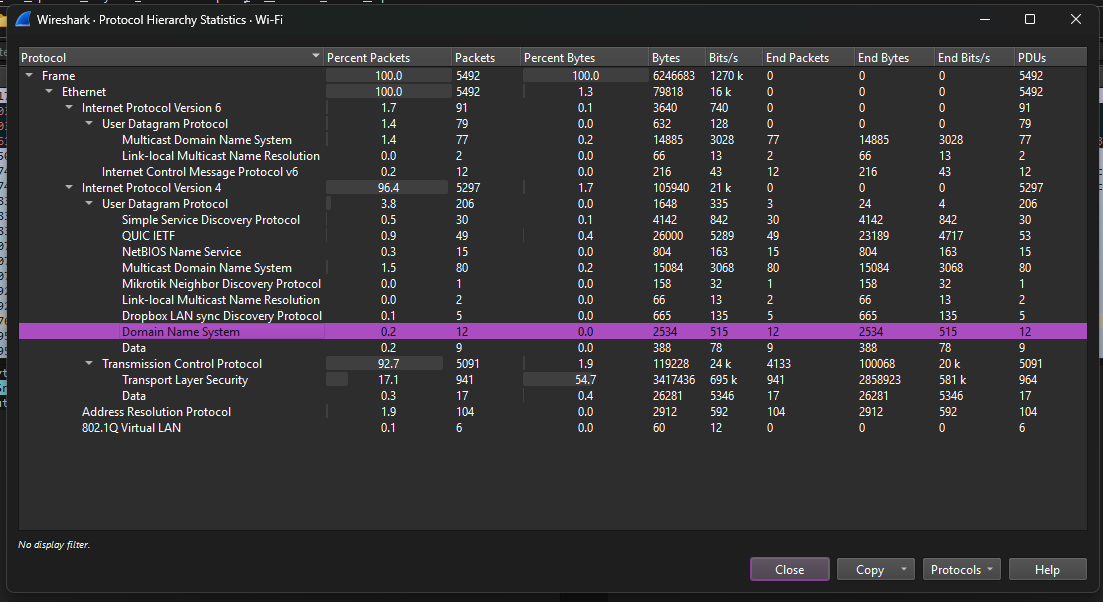 Wireshark · Protocol Hierarchy Statistics · Wi-Fi
Protocol Percent Packets Packets Percent Bytes Bytes Bits/s End Packets End Bytes End Bits/s PDUs
Frame 100.0 5492 100.0 6246683 1270 k 0 0 0 5492
Ethernet 100.0 5492 1.3 79818 16 k 0 0 0 5492
Internet Protocol Version 6 1.7 91 0.1 3640 740 0 0 0 91
User Datagram Protocol 1.4 79 0.0 632 128 0 0 0 79
Multicast Domain Name System 1.4 77 0.2 14885 3028 77 14885 3028 77
Link-local Multicast Name Resolution 0.0 2 0.0 66 13 2 66 13 2
Internet Control Message Protocol v6 0.2 12 0.0 216 43 12 216 43 12
Internet Protocol Version 4 96.4 5297 1.7 105940 21 k 0 0 0 5297
User Datagram Protocol 3.8 206 0.0 1648 335 3 24 4 206
Simple Service Discovery Protocol 0.5 30 0.1 4142 842 30 4142 842 30
QUIC IETF 0.9 49 0.4 26000 5289 49 23189 4717 53
NetBIOS Name Service 0.3 15 0.0 804 163 15 804 163 15
Multicast Domain Name System 1.5 80 0.2 15084 3068 80 15084 3068 80
Mikrotik Neighbor Discovery Protocol 0.0 1 0.0 158 32 1 158 32 1
Link-local Multicast Name Resolution 0.0 2 0.0 66 13 2 66 13 2
Dropbox LAN sync Discovery Protocol 0.1 5 0.0 665 135 5 665 135 5
Domain Name System 0.2 12 0.0 2534 515 12 2534 515 12
Data 0.2 9 0.0 388 78 9 388 78 9
Transmission Control Protocol 92.7 5091 1.9 119228 24 k 4133 100068 20 k 5091
Transport Layer Security 17.1 941 54.7 3417436 695 k 941 2858923 581 k 964
Data 0.3 17 0.4 26281 5346 17 26281 5346 17
Address Resolution Protocol 1.9 104 0.0 2912 592 104 2912 592 104
802.1Q Virtual LAN 0.1 6 0.0 60 12 0 0 0 6
No display filter.
Close Copy Protocols Help